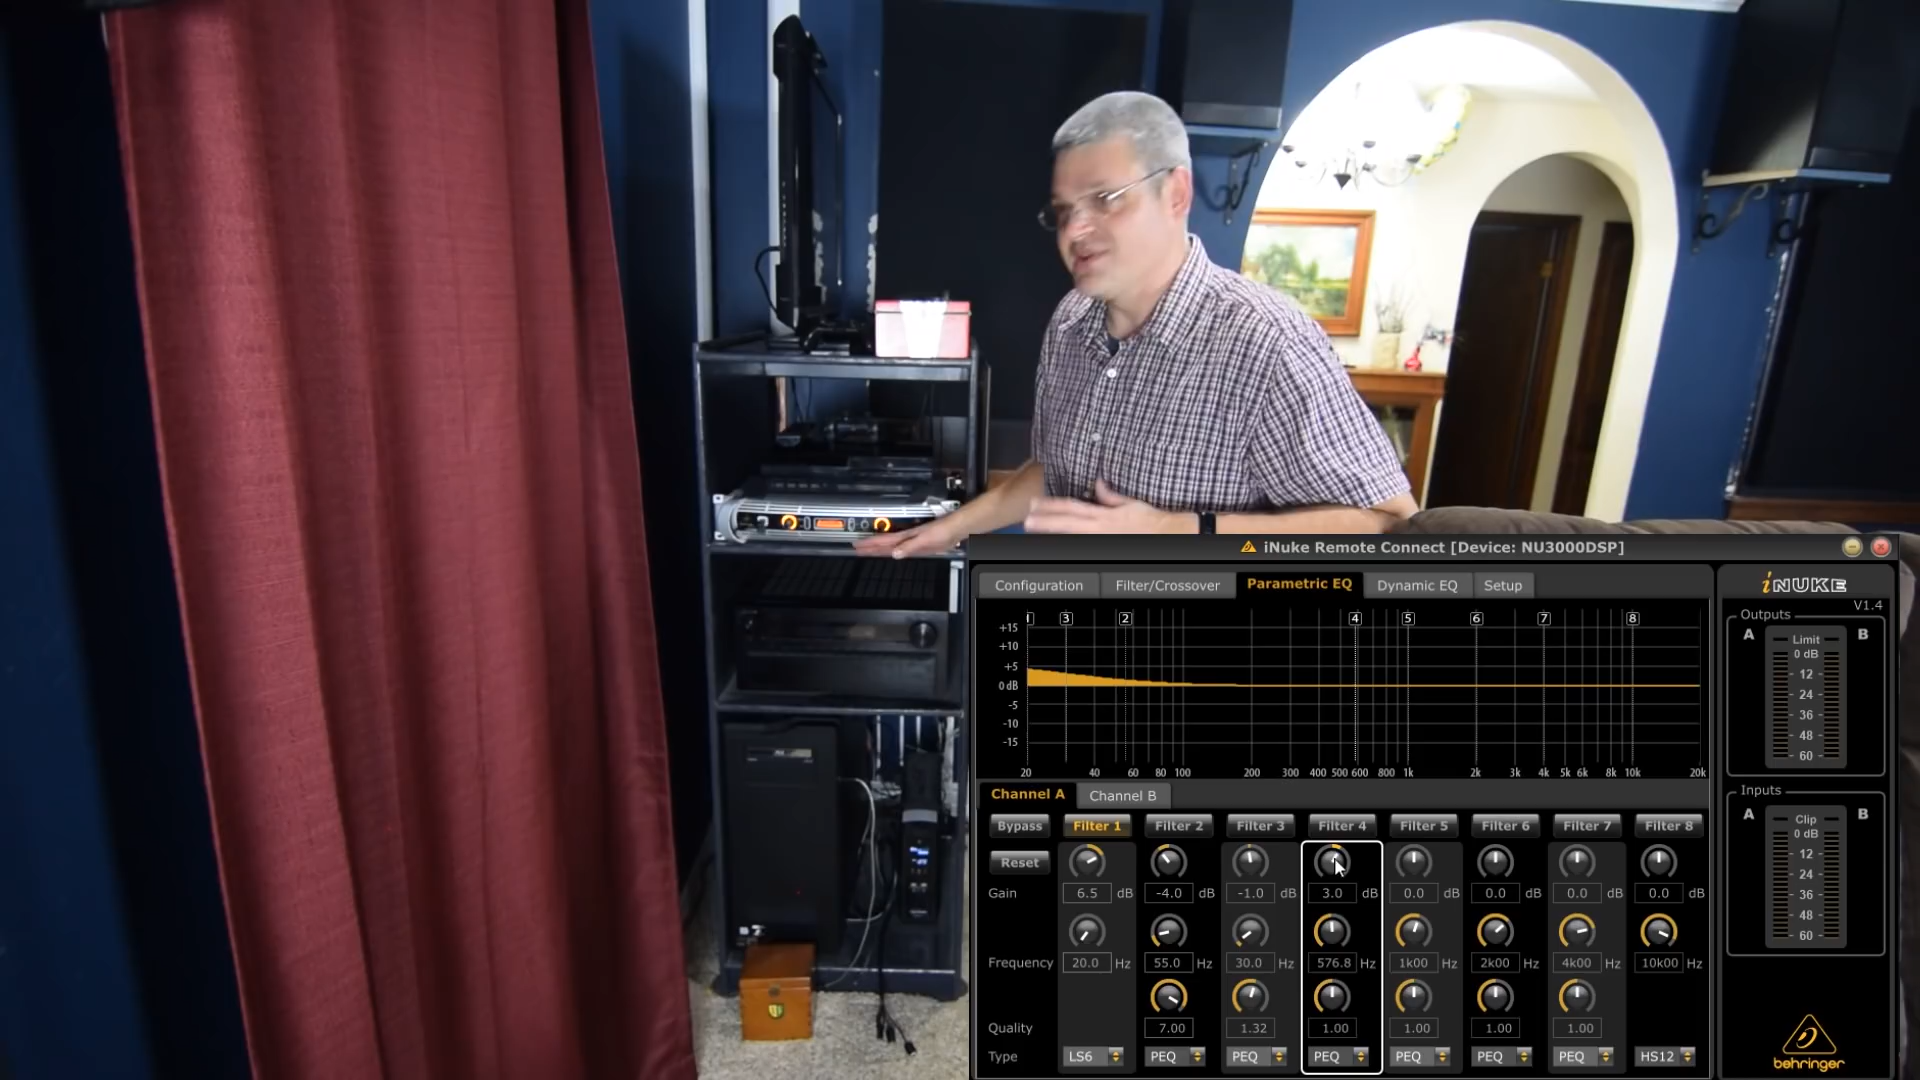 iNuke Remote Connect [Device: NU3000DSP]
Configuration Filter/Crossover Parametric EQ Dynamic EQ Setup
iNUKE
V1.4
1 3 2 4 5 6 7 8
+15
+10
+5
0 dB
-5
-10
-15
20 40 60 80 100 200 300 400 500 600 800 1k 2k 3k 4k 5k 6k 8k 10k 20k
Outputs
A Limit B
0 dB
12
24
36
48
60
Inputs
A Clip B
0 dB
12
24
36
48
60
Channel A Channel B
Bypass Filter 1 Filter 2 Filter 3 Filter 4 Filter 5 Filter 6 Filter 7 Filter 8
Reset
Gain 6.5 dB -4.0 dB -1.0 dB 3.0 dB 0.0 dB 0.0 dB 0.0 dB 0.0 dB
Frequency 20.0 Hz 55.0 Hz 30.0 Hz 576.8 Hz 1k00 Hz 2k00 Hz 4k00 Hz 10k00 Hz
Quality 7.00 1.32 1.00 1.00 1.00 1.00
Type LS6 PEQ PEQ PEQ PEQ PEQ PEQ HS12
behringer